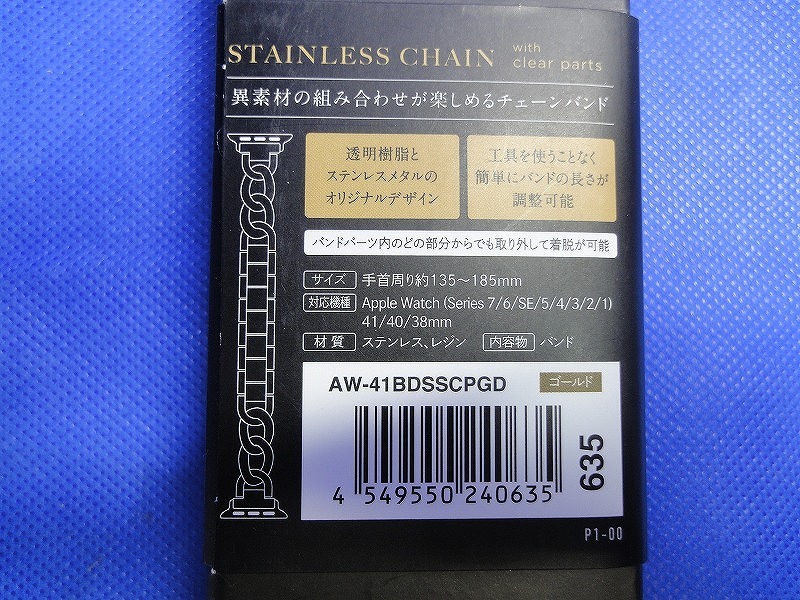 STAINLESS CHAIN with clear parts
異素材の組み合わせが楽しめるチェーンバンド
透明樹脂と
ステンレスメタルの
オリジナルデザイン
工具を使うことなく
簡単にバンドの長さが
調整可能
バンドパーツ内のどの部分からでも取り外して着脱が可能
サイズ 手首周り約135〜185mm
対応機種 Apple Watch (Series 7/6/SE/5/4/3/2/1)
41/40/38mm
材質 ステンレス、レジン 内容物 バンド
AW-41BDSSCPGD ゴールド
4 549550 240635
635
P1-00